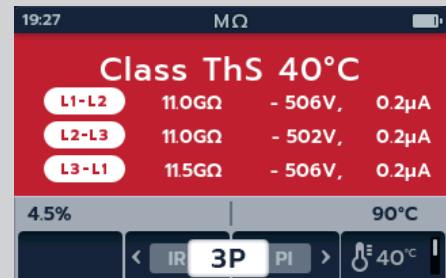 19:27 MΩ
Class ThS 40°C
L1-L2 11.0GΩ - 506V, 0.2µA
L2-L3 11.0GΩ - 502V, 0.2µA
L3-L1 11.5GΩ - 506V, 0.2µA
4.5% 90°C
< IR 3P PI > 40°C